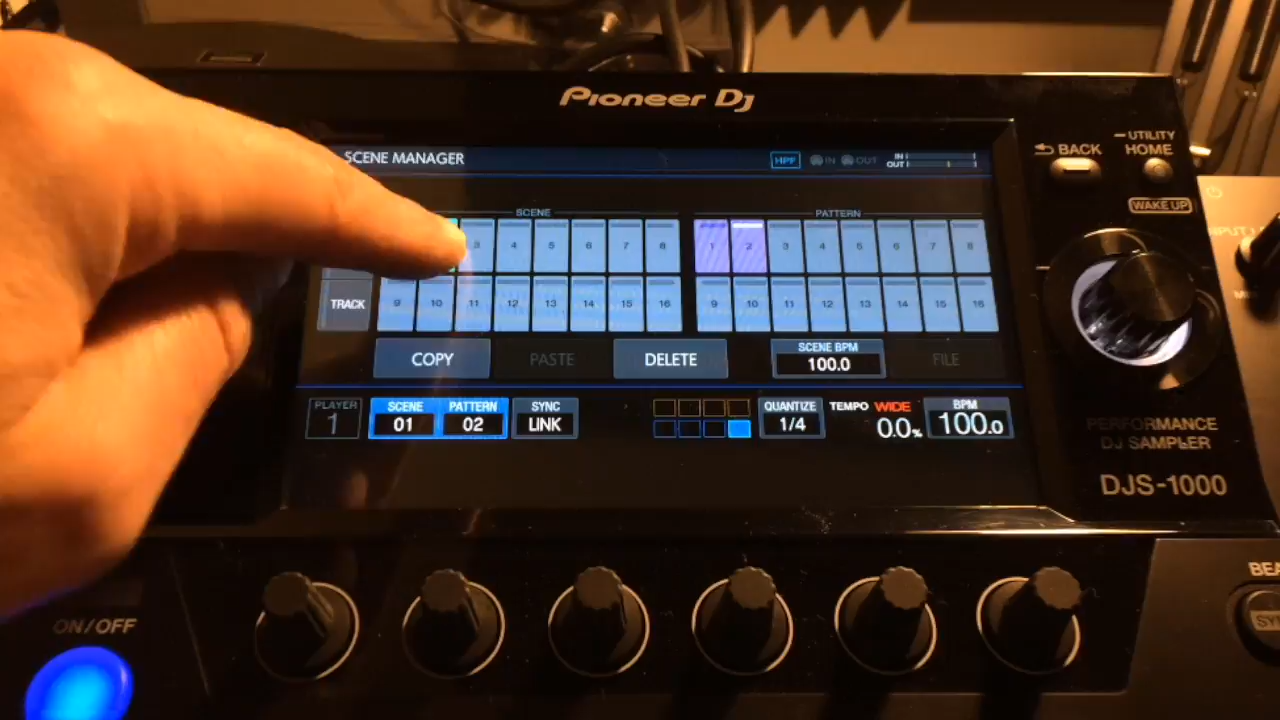 Pioneer Dj
SCENE MANAGER
HPF IN OUT IN OUT
SCENE PATTERN
3 4 5 6 7 8
1 2 3 4 5 6 7 8
TRACK
9 10 11 12 13 14 15 16
9 10 11 12 13 14 15 16
COPY PASTE DELETE
SCENE BPM
100.0
FILE
PLAYER
1
SCENE
01
PATTERN
02
SYNC
LINK
QUANTIZE
1/4
TEMPO WIDE
0.0%
BPM
100.0
BACK
UTILITY
HOME
WAKE UP
PERFORMANCE
DJ SAMPLER
DJS-1000
ON/OFF